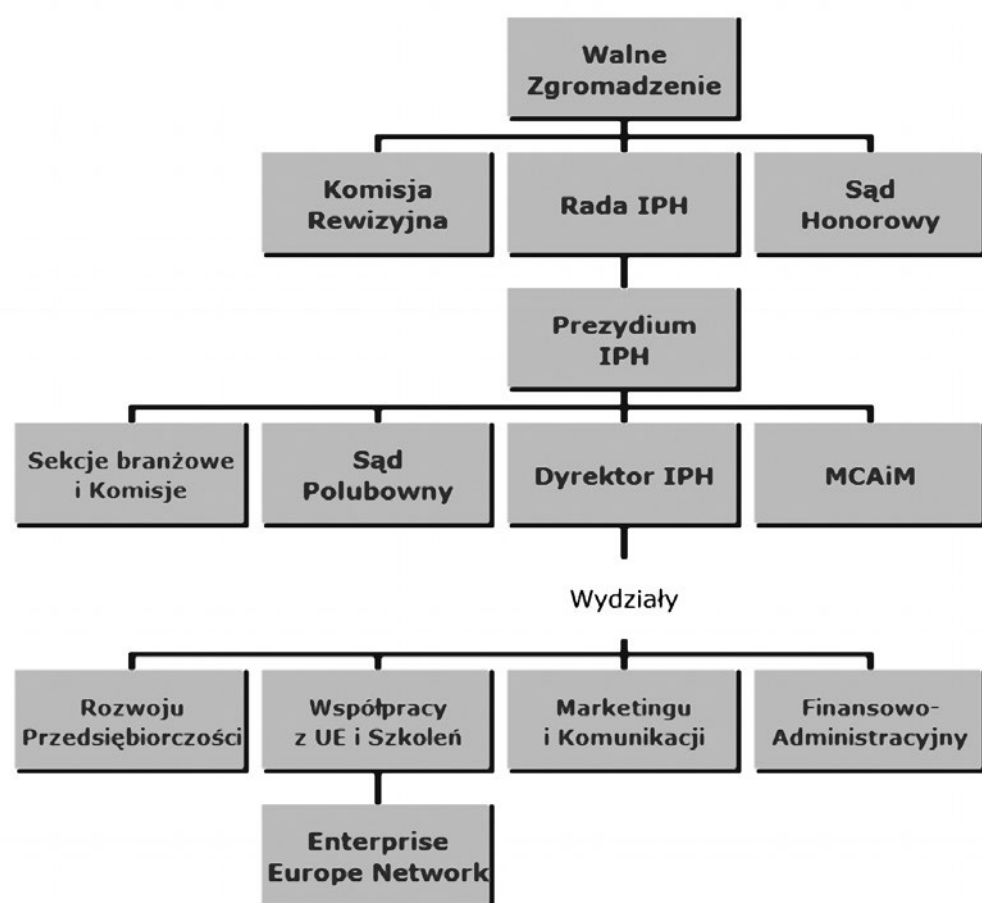 Walne
Zgromadzenie
Komisja
Rewizyjna
Rada IPH
Sąd
Honorowy
Prezydium
IPH
Sekcje branżowe
i Komisje
Sąd
Polubowny
Dyrektor IPH
MCAiM
Wydziały
Rozwoju
Przedsiębiorczości
Współpracy
z UE i Szkoleń
Marketingu
i Komunikacji
Finansowo-
Administracyjny
Enterprise
Europe Network